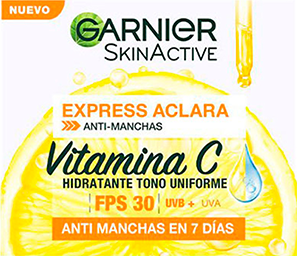 NUEVO
GARNIER
SKINACTIVE
EXPRESS ACLARA
>>> ANTI-MANCHAS
Vitamina C
HIDRATANTE TONO UNIFORME
FPS 30 UVB + UVA
ANTI MANCHAS EN 7 DÍAS